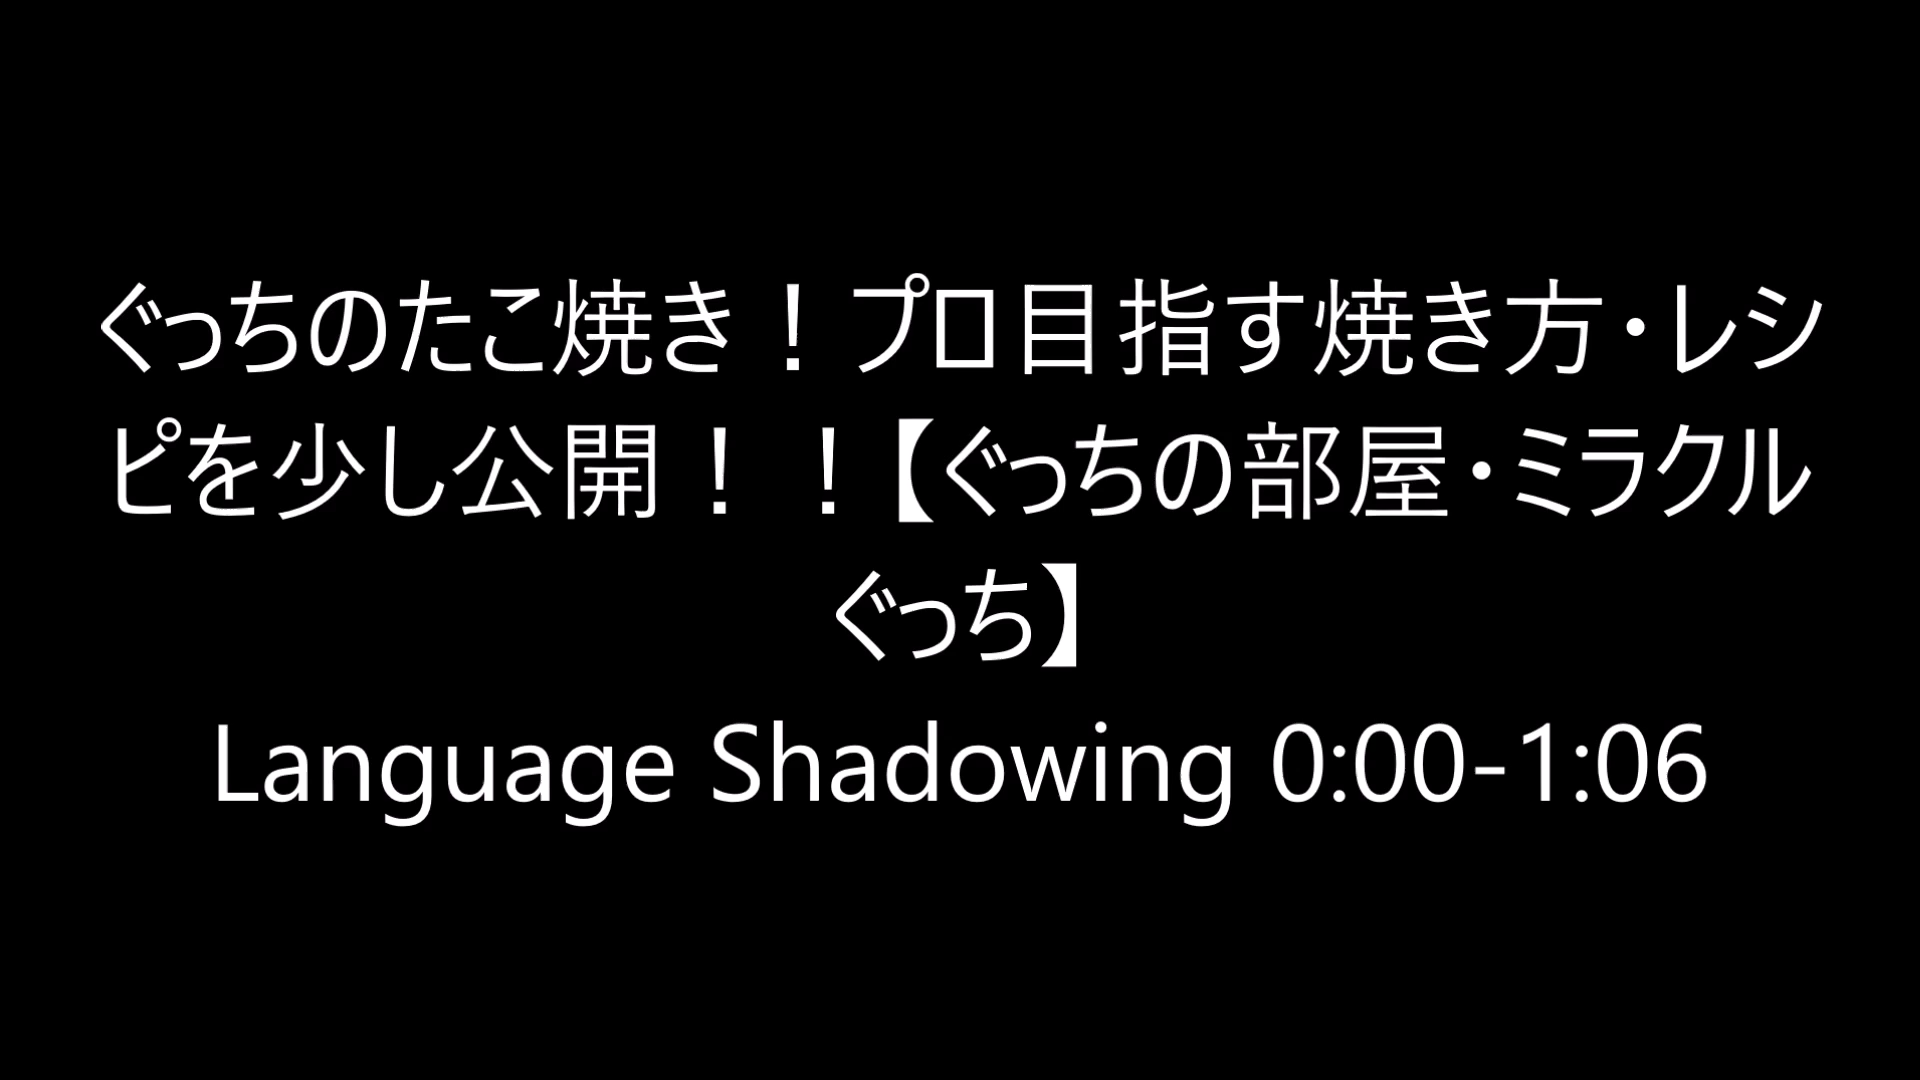 ぐっちのたこ焼き！プロ目指す焼き方・レシ
ピを少し公開！！【ぐっちの部屋・ミラクル
ぐっち】
Language Shadowing 0:00-1:06